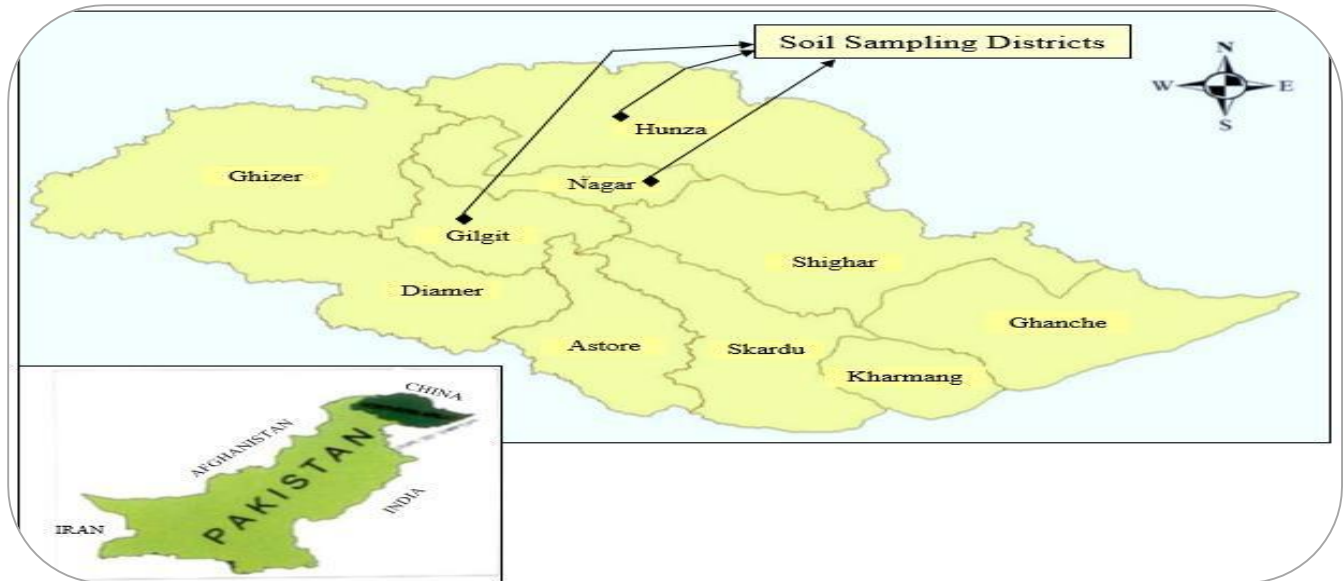 Soil Sampling Districts
N
W
E
S
Hunza
Ghizer
Nagar
Gilgit
Shighar
Diamer
Ghanche
Astore
Skardu
Kharmang
CHINA
AFGHANISTAN
PAKISTAN
INDIA
IRAN